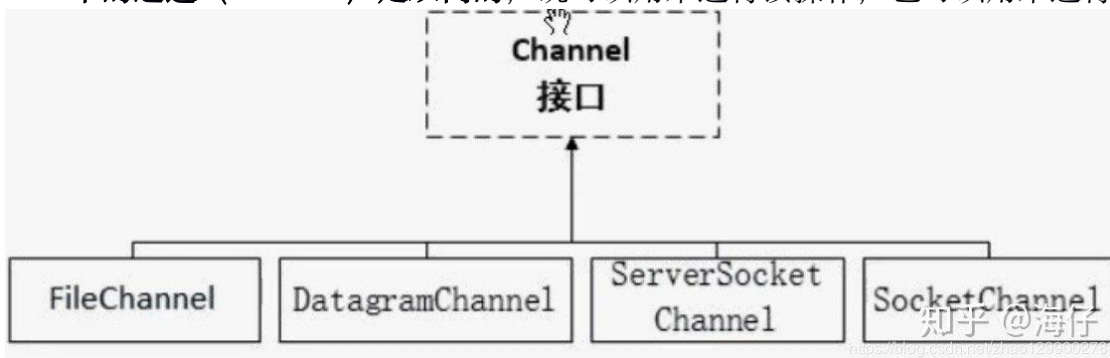 Channel
接口
FileChannel
DatagramChannel
ServerSocket
Channel
SocketChannel
知乎 @海仔